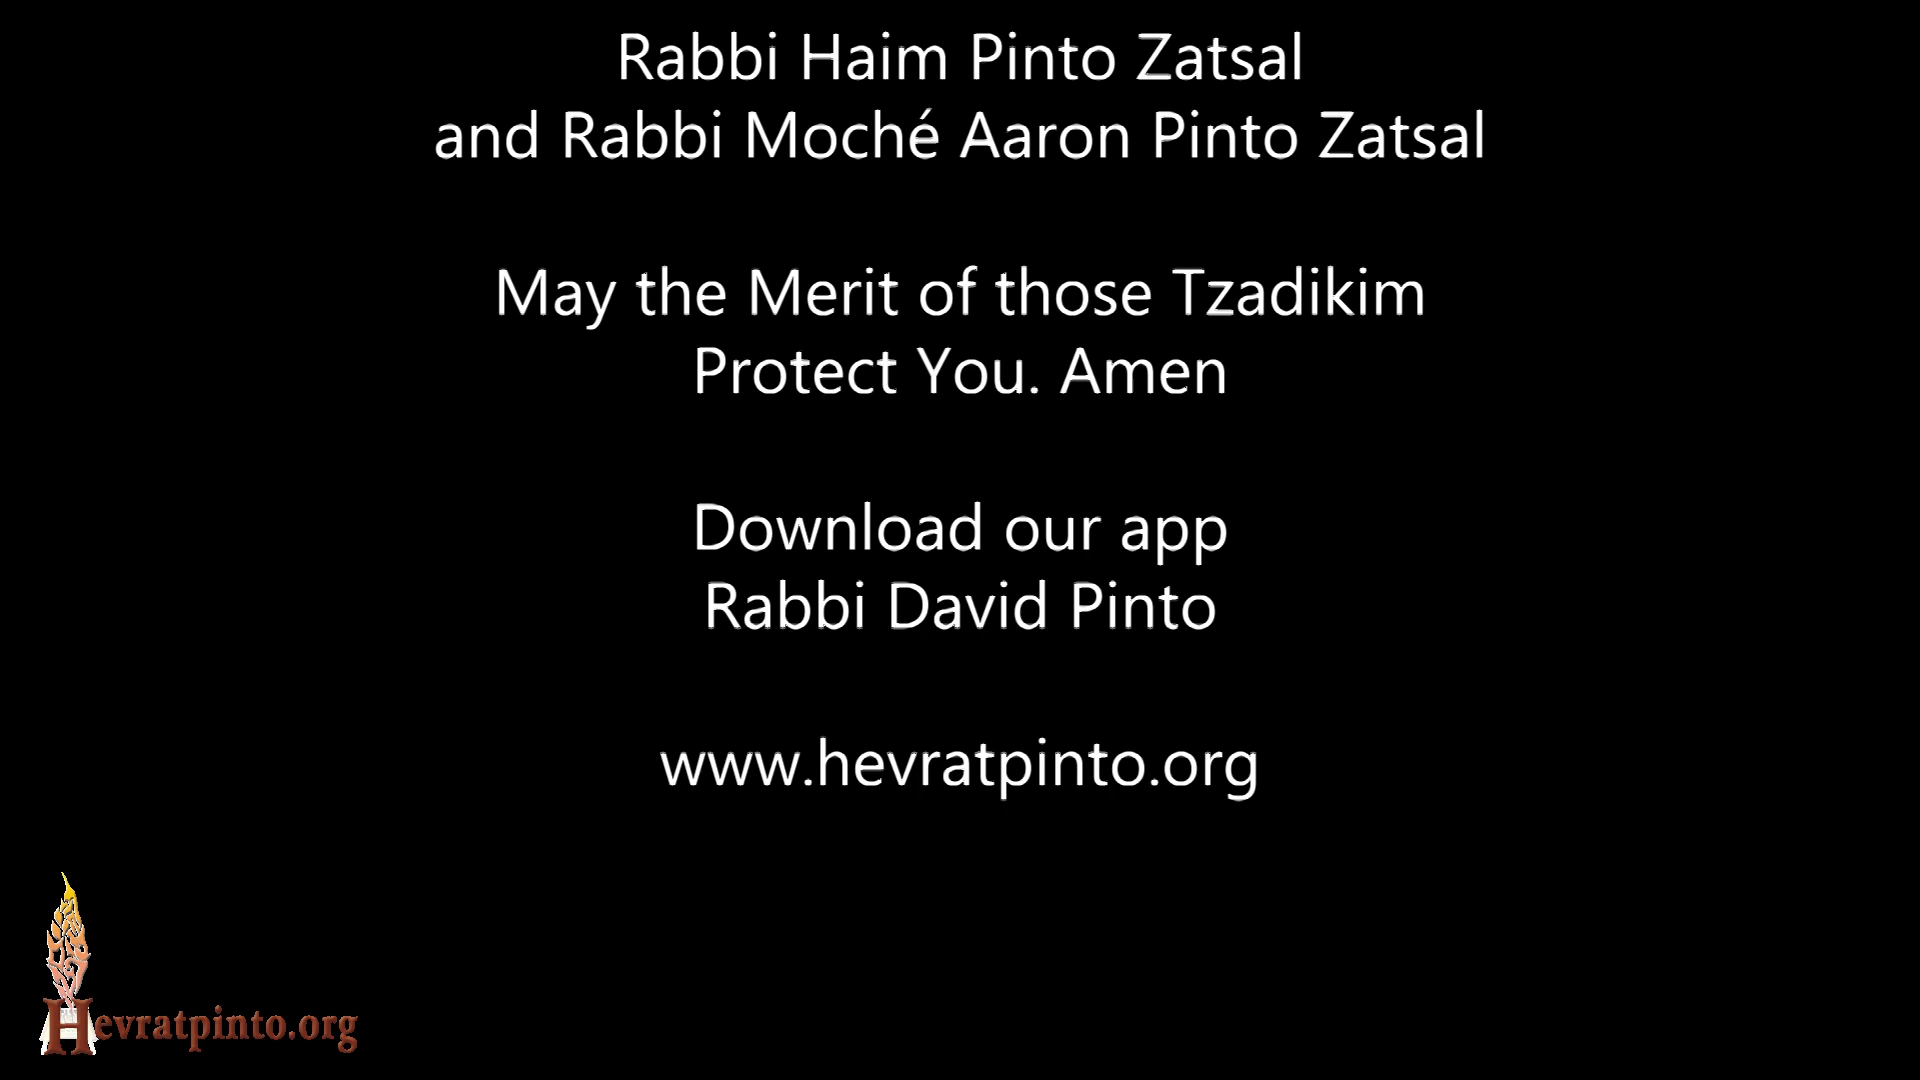 Rabbi Haim Pinto Zatsal
and Rabbi Moché Aaron Pinto Zatsal
May the Merit of those Tzadikim
Protect You. Amen
Download our app
Rabbi David Pinto
www.hevratpinto.org
Hevratpinto.org